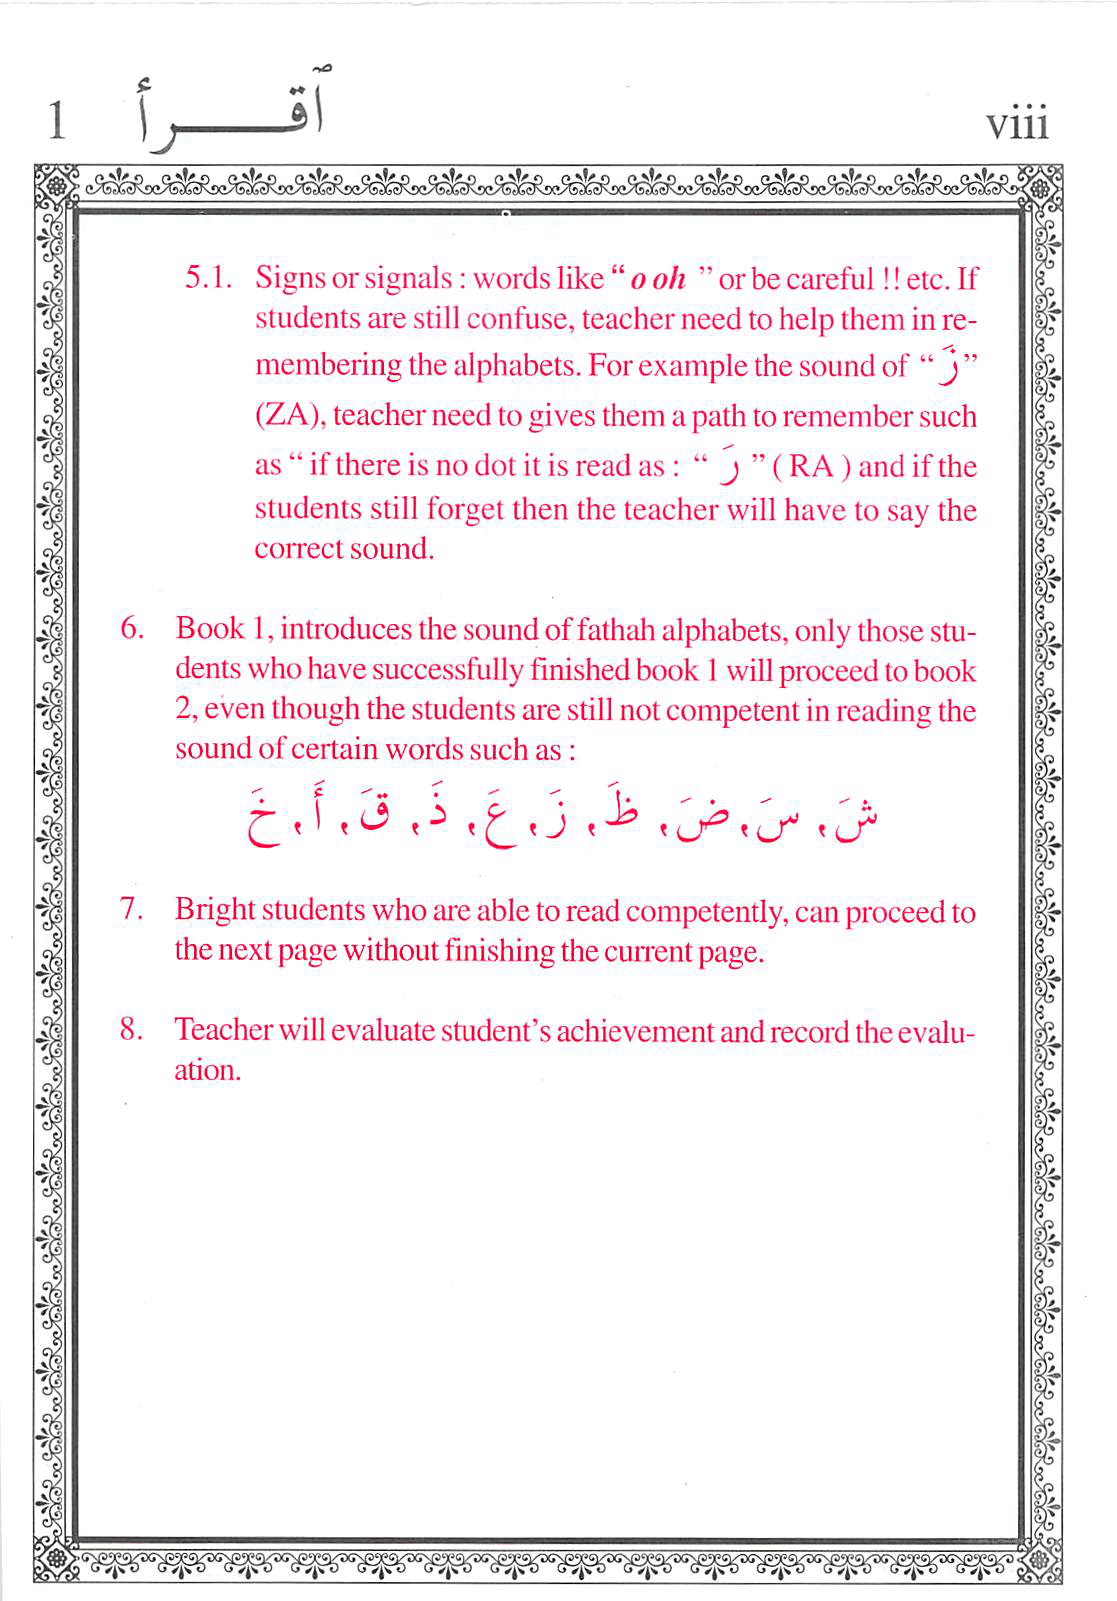 1 ٱقـــرأ viii
5.1. Signs or signals : words like “ o oh ” or be careful !! etc. If
students are still confuse, teacher need to help them in re-
membering the alphabets. For example the sound of “ زَ ”
(ZA), teacher need to gives them a path to remember such
as “ if there is no dot it is read as : “ رَ ” ( RA ) and if the
students still forget then the teacher will have to say the
correct sound.
6. Book 1, introduces the sound of fathah alphabets, only those stu-
dents who have successfully finished book 1 will proceed to book
2, even though the students are still not competent in reading the
sound of certain words such as :
شَ , سَ , ضَ , ظَ , زَ , عَ , ذَ , قَ , أَ , خَ
7. Bright students who are able to read competently, can proceed to
the next page without finishing the current page.
8. Teacher will evaluate student’s achievement and record the evalu-
ation.